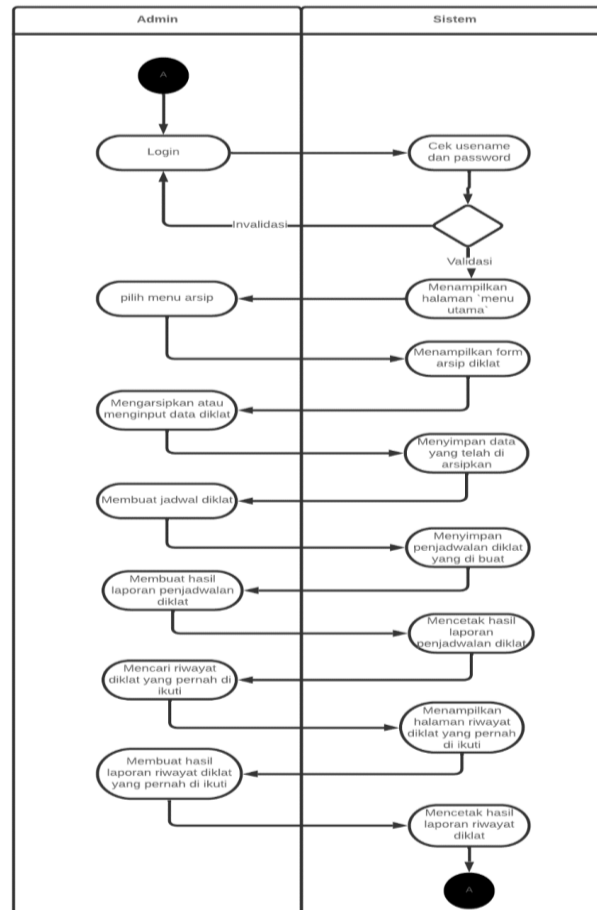 Admin
Sistem
A
Login
Cek usename
dan password
Invalidasi
Validasi
Menampilkan
halaman `menu
utama`
pilih menu arsip
Menampilkan form
arsip diklat
Mengarsipkan atau
menginput data diklat
Menyimpan data
yang telah di
arsipkan
Membuat jadwal diklat
Menyimpan
penjadwalan diklat
yang di buat
Membuat hasil
laporan penjadwalan
diklat
Mencetak hasil
laporan
penjadwalan diklat
Mencari riwayat
diklat yang pernah di
ikuti
Menampilkan
halaman riwayat
diklat yang pernah
di ikuti
Membuat hasil
laporan riwayat diklat
yang pernah di ikuti
Mencetak hasil
laporan riwayat
diklat
A